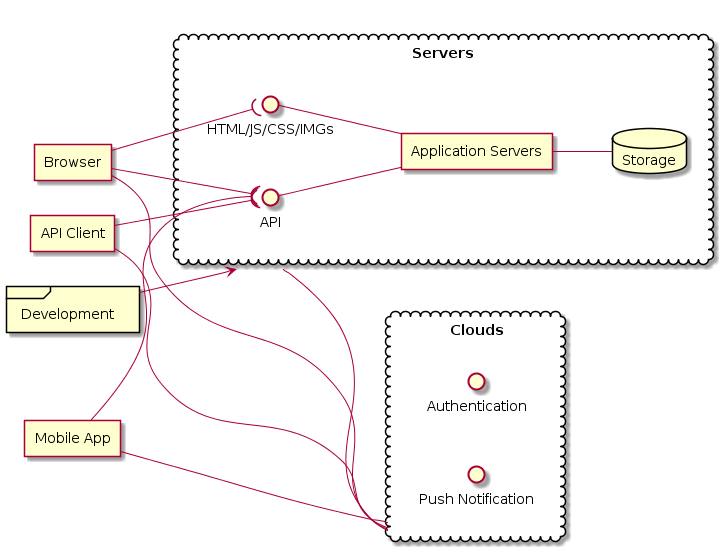 Servers
HTML/JS/CSS/IMGs
Application Servers
Storage
Browser
API
API Client
Development
Clouds
Authentication
Mobile App
Push Notification